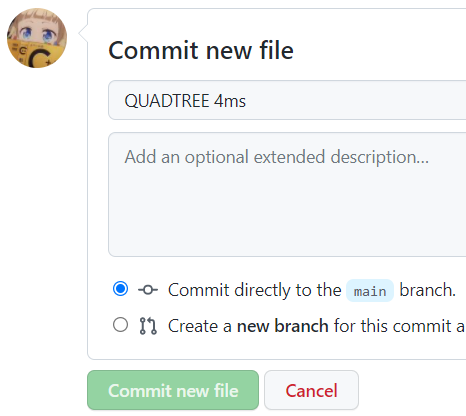 Commit new file
QUADTREE 4ms
Add an optional extended description...
Commit directly to the main branch.
Create a new branch for this commit a
Commit new file
Cancel